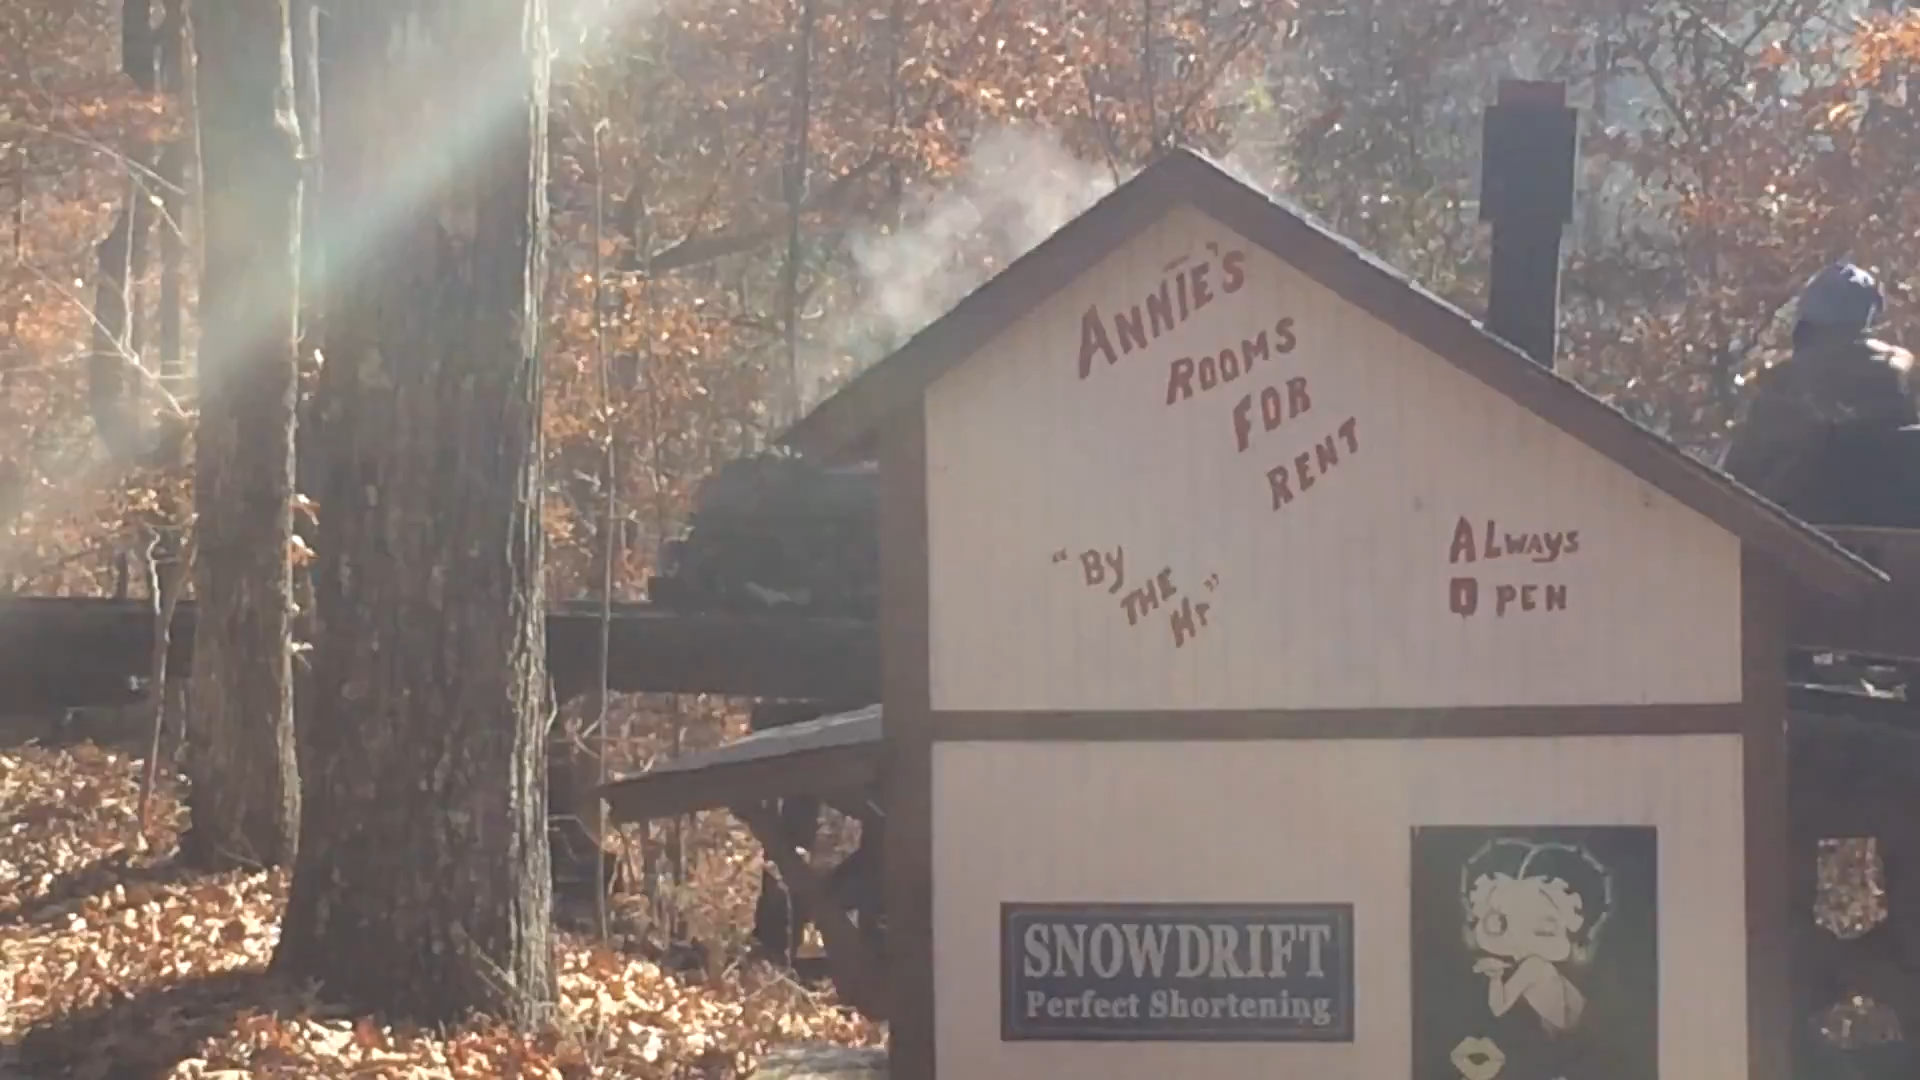 ANNIE'S
ROOMS
FOR
RENT
"BY
THE
Hr"
ALWAYS
OPEN
SNOWDRIFT
Perfect Shortening